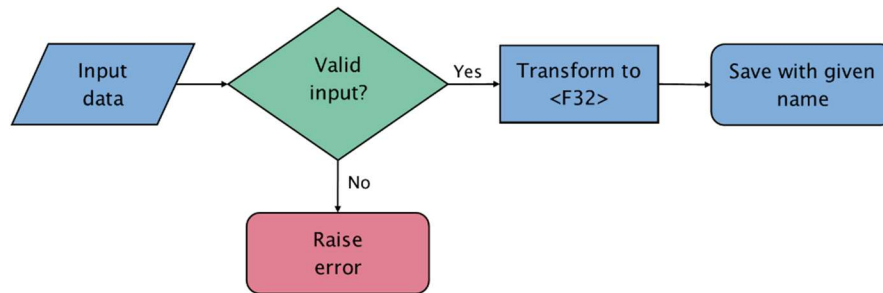 Input
data
Valid
input?
Yes
Transform to
<F32>
Save with given
name
No
Raise
error